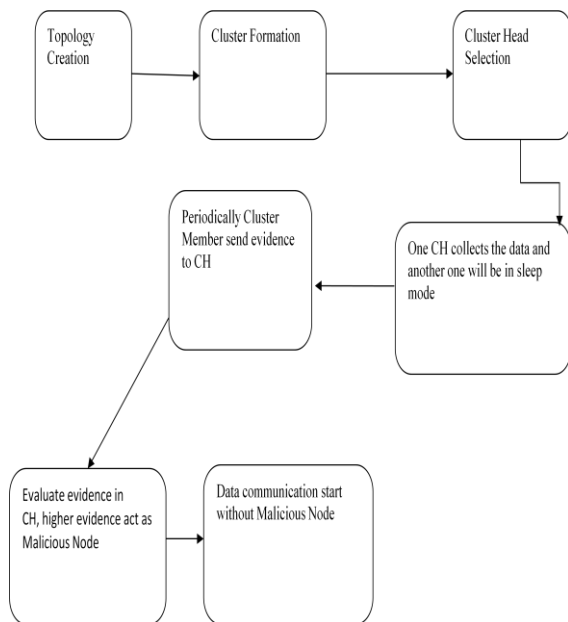 Topology
Creation
Cluster Formation
Cluster Head
Selection
One CH collects the data and
another one will be in sleep
mode
Periodically Cluster
Member send evidence
to CH
Evaluate evidence in
CH, higher evidence act as
Malicious Node
Data communication start
without Malicious Node